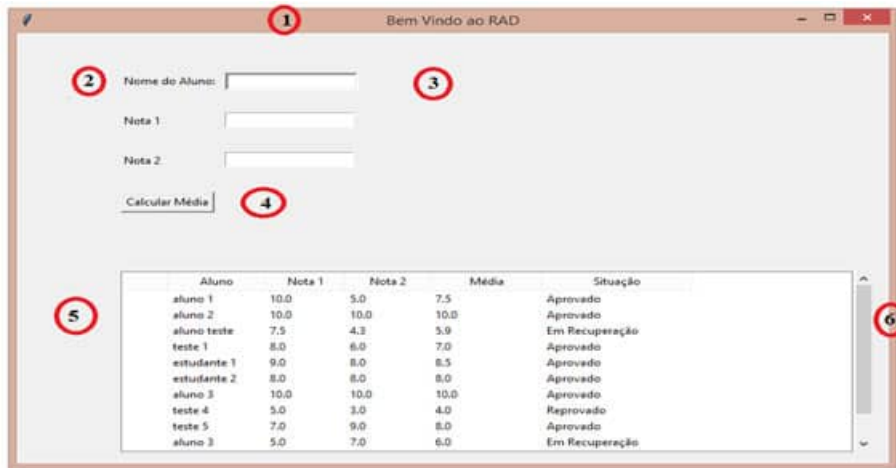 1 Bem Vindo ao RAD
2 Nome do Aluno: 3
Nota 1
Nota 2
Calcular Média 4
Aluno Nota 1 Nota 2 Média Situação
aluno 1 10.0 5.0 7.5 Aprovado
5 aluno 2 10.0 10.0 10.0 Aprovado 6
aluno teste 7.5 4.3 5.9 Em Recuperação
teste 1 8.0 6.0 7.0 Aprovado
estudante 1 9.0 8.0 8.5 Aprovado
estudante 2 8.0 8.0 8.0 Aprovado
aluno 3 10.0 10.0 10.0 Aprovado
teste 4 5.0 3.0 4.0 Reprovado
teste 5 7.0 9.0 8.0 Aprovado
aluno 3 5.0 7.0 6.0 Em Recuperação